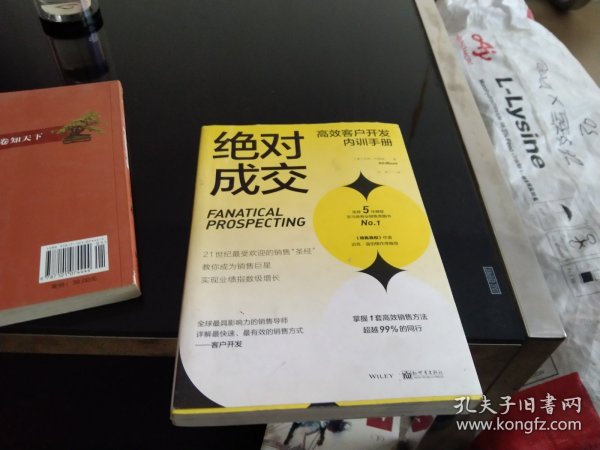 卷知天下
L-Lysine
绝对
成交
高效客户开发
内训手册
FANATICAL
PROSPECTING
21世纪最受欢迎的销售“圣经”
教你成为销售巨星
实现业绩指数级增长
No.1
全球最具影响力的销售导师
详解最快速、最有效的销售方式
——客户开发
掌握1套高效销售方法
超越99%的同行
WILEY
孔夫子旧书网
www.kongfz.com